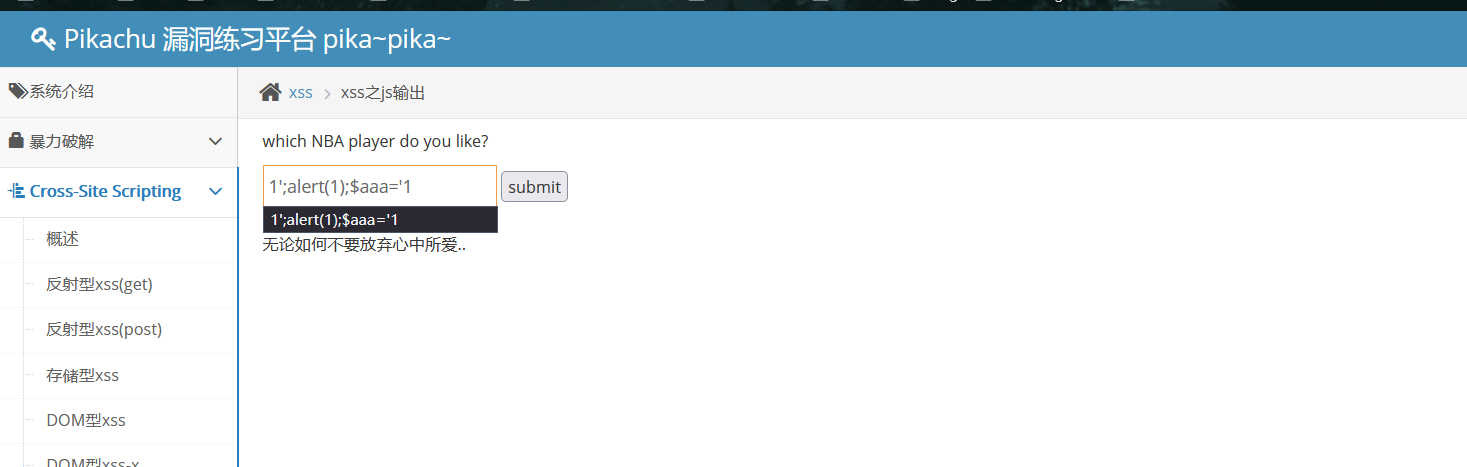 Pikachu 漏洞练习平台 pika~pika~
系统介绍
暴力破解
Cross-Site Scripting
概述
反射型xss(get)
反射型xss(post)
存储型xss
DOM型xss
DOM型xss-x
xss > xss之js输出
which NBA player do you like?
1';alert(1);$aaa='1 submit
1';alert(1);$aaa='1
无论如何不要放弃心中所爱..